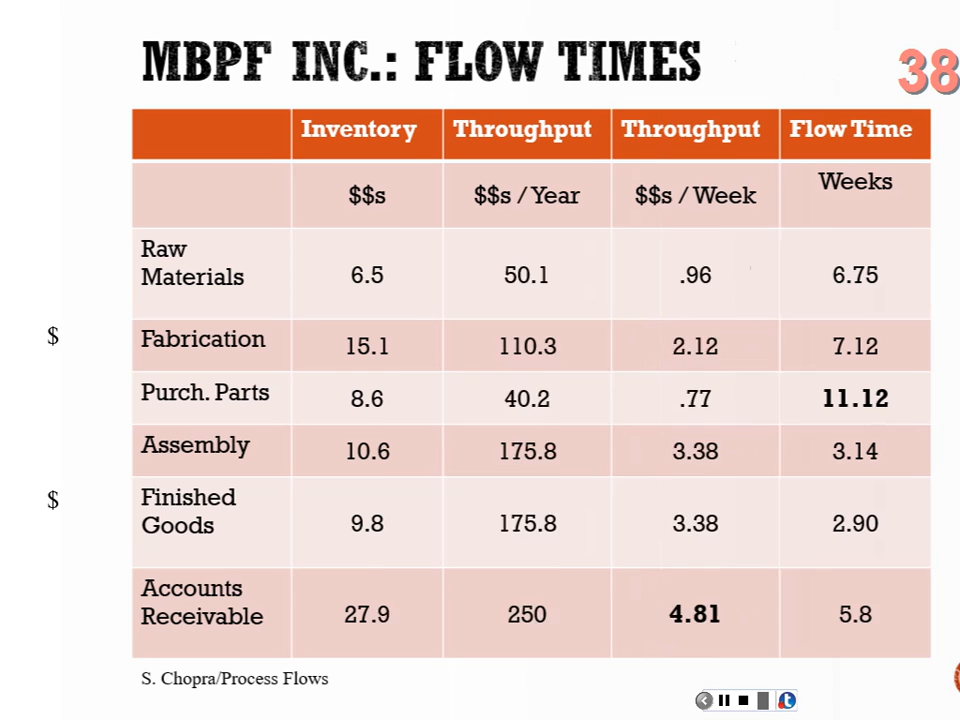 MBPF INC.: FLOW TIMES
38
Inventory Throughput Throughput Flow Time
$$s $$s / Year $$s / Week Weeks
Raw
Materials 6.5 50.1 .96 6.75
$
Fabrication 15.1 110.3 2.12 7.12
Purch. Parts 8.6 40.2 .77 11.12
Assembly 10.6 175.8 3.38 3.14
$
Finished
Goods 9.8 175.8 3.38 2.90
Accounts
Receivable 27.9 250 4.81 5.8
S. Chopra/Process Flows
t